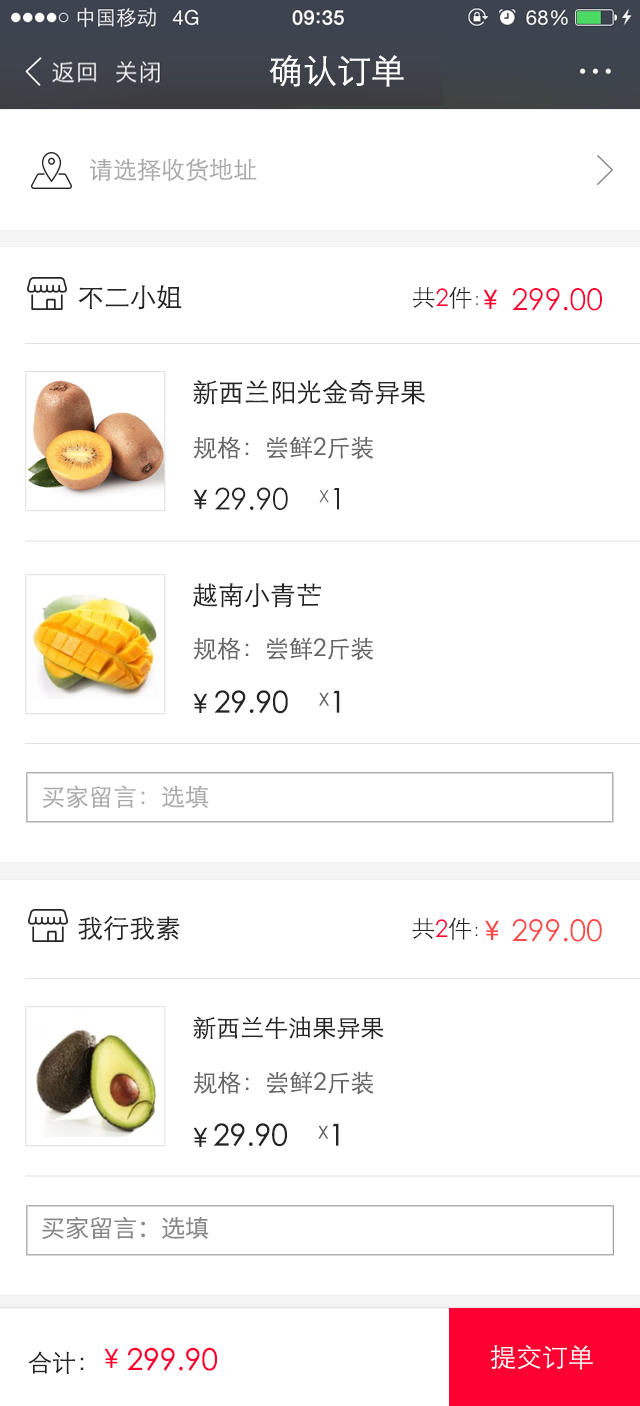 中国移动 4G 09:35 68%
返回 关闭 确认订单
请选择收货地址
不二小姐 共2件:¥ 299.00
新西兰阳光金奇异果
规格：尝鲜2斤装
¥29.90 x1
越南小青芒
规格：尝鲜2斤装
¥29.90 x1
买家留言：选填
我行我素 共2件:¥ 299.00
新西兰牛油果异果
规格：尝鲜2斤装
¥29.90 x1
买家留言：选填
合计：¥299.90 提交订单